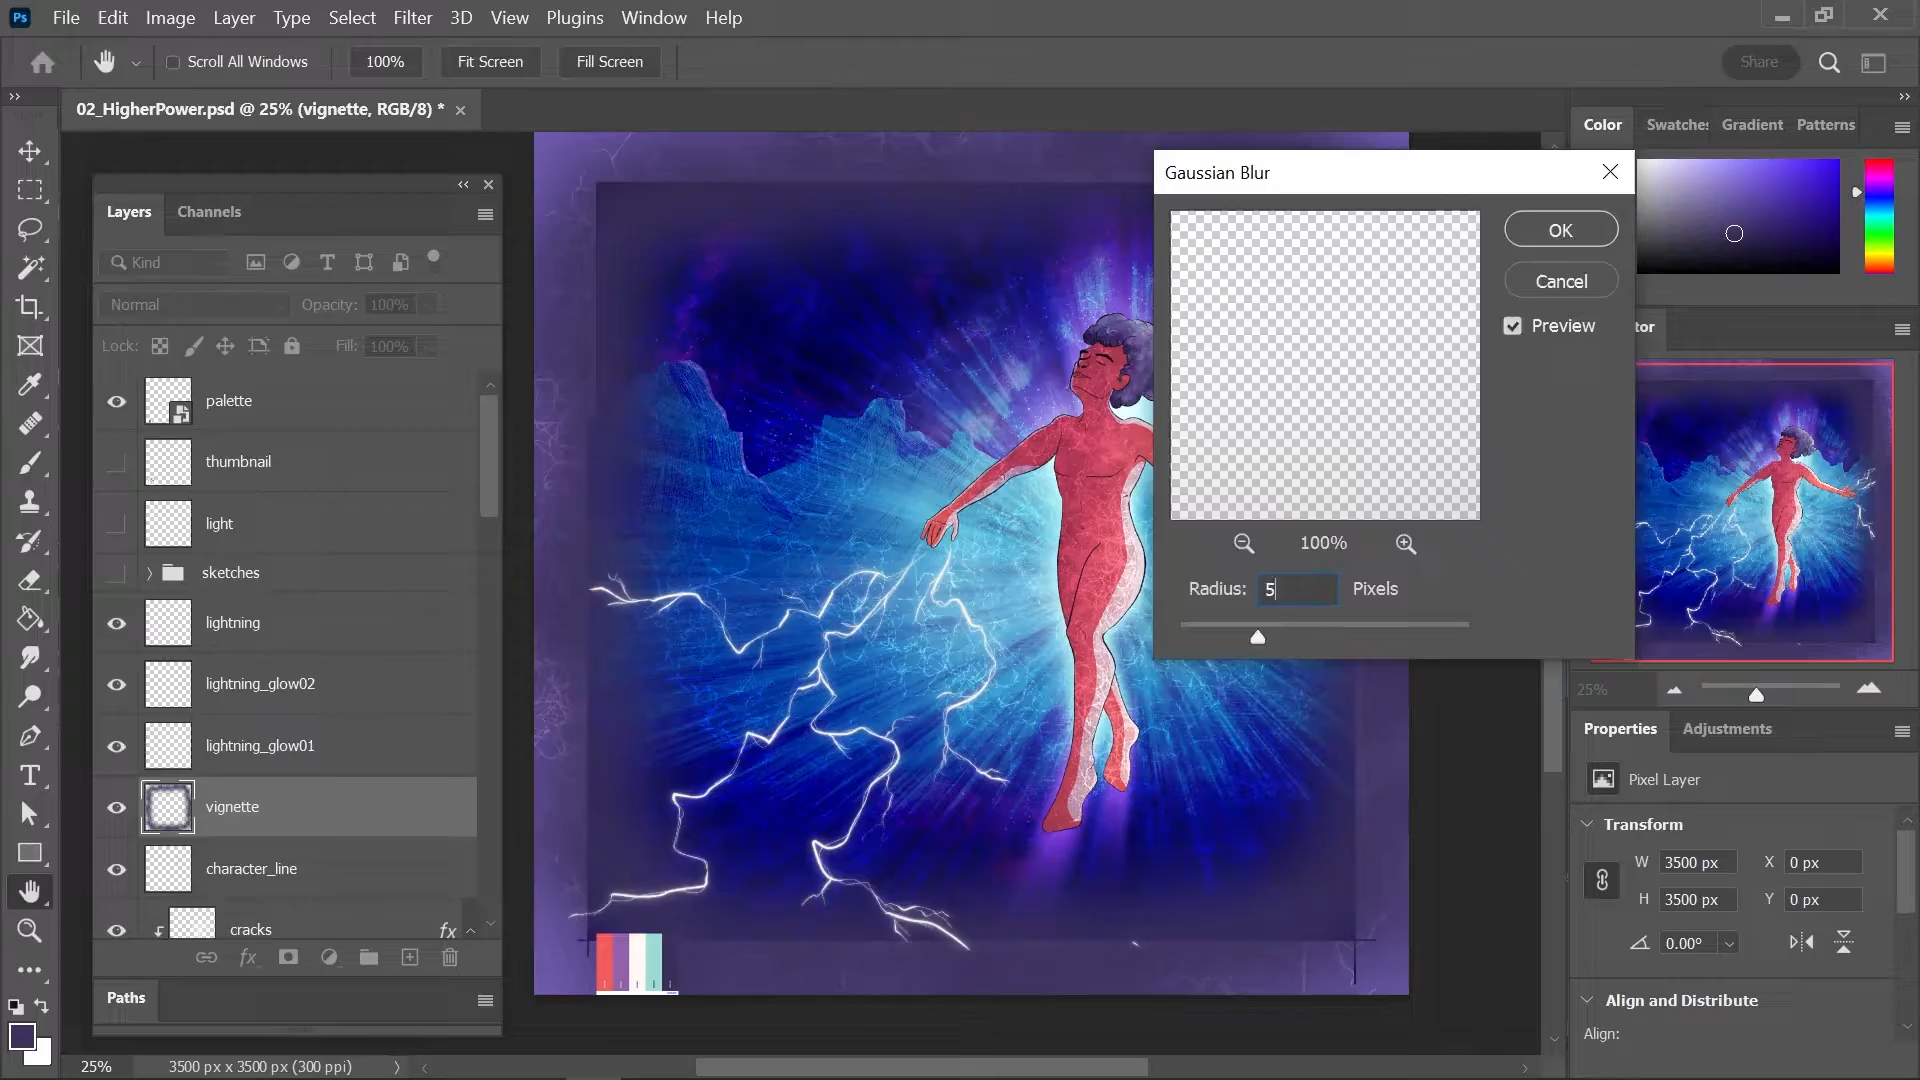 Ps File Edit Image Layer Type Select Filter 3D View Plugins Window Help
Scroll All Windows 100% Fit Screen Fill Screen Share
02_HigherPower.psd @ 25% (vignette, RGB/8) *
Layers Channels
Kind
Normal Opacity: 100%
Lock: Fill: 100%
palette
thumbnail
light
sketches
lightning
lightning_glow02
lightning_glow01
vignette
character_line
cracks fx
fx
Paths
25% 3500 px x 3500 px (300 ppi)
Gaussian Blur
OK
Cancel
Preview
100%
Radius: 5 Pixels
Color Swatches Gradient Patterns
tor
25%
Properties Adjustments
Pixel Layer
Transform
W 3500 px X 0 px
H 3500 px Y 0 px
0.00°
Align and Distribute
Align: